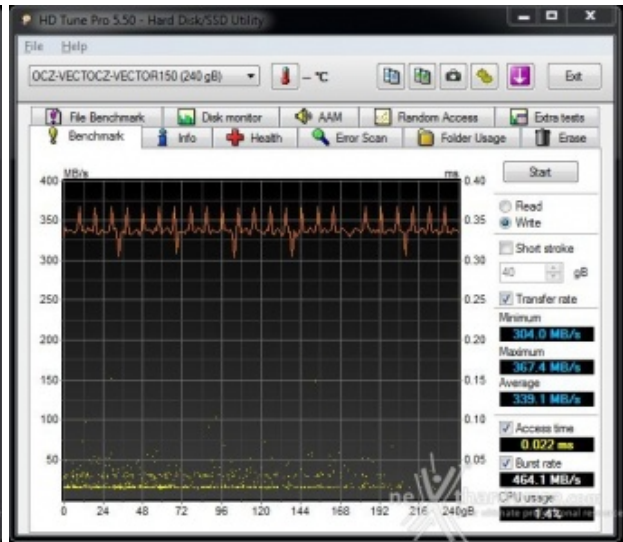 HD Tune Pro 5.50 - Hard Disk/SSD Utility
File Help
OCZ-VECTOCZ-VECTOR150 (240 gB)
– °C
Exit
File Benchmark Disk monitor AAM Random Access Extra tests
Benchmark Info Health Error Scan Folder Usage Erase
MB/s ms
Start
400 0.40
Read
350 0.35
Write
Short stroke
300 0.30
40 gB
250 0.25
Transfer rate
Minimum
304.0 MB/s
200 0.20
Maximum
367.4 MB/s
150 0.15
Average
339.1 MB/s
100 0.10
Access time
0.022 ms
50 0.05
Burst rate
464.1 MB/s
CPU usage
1.4%
0 24 48 72 96 120 144 168 192 216 240gB